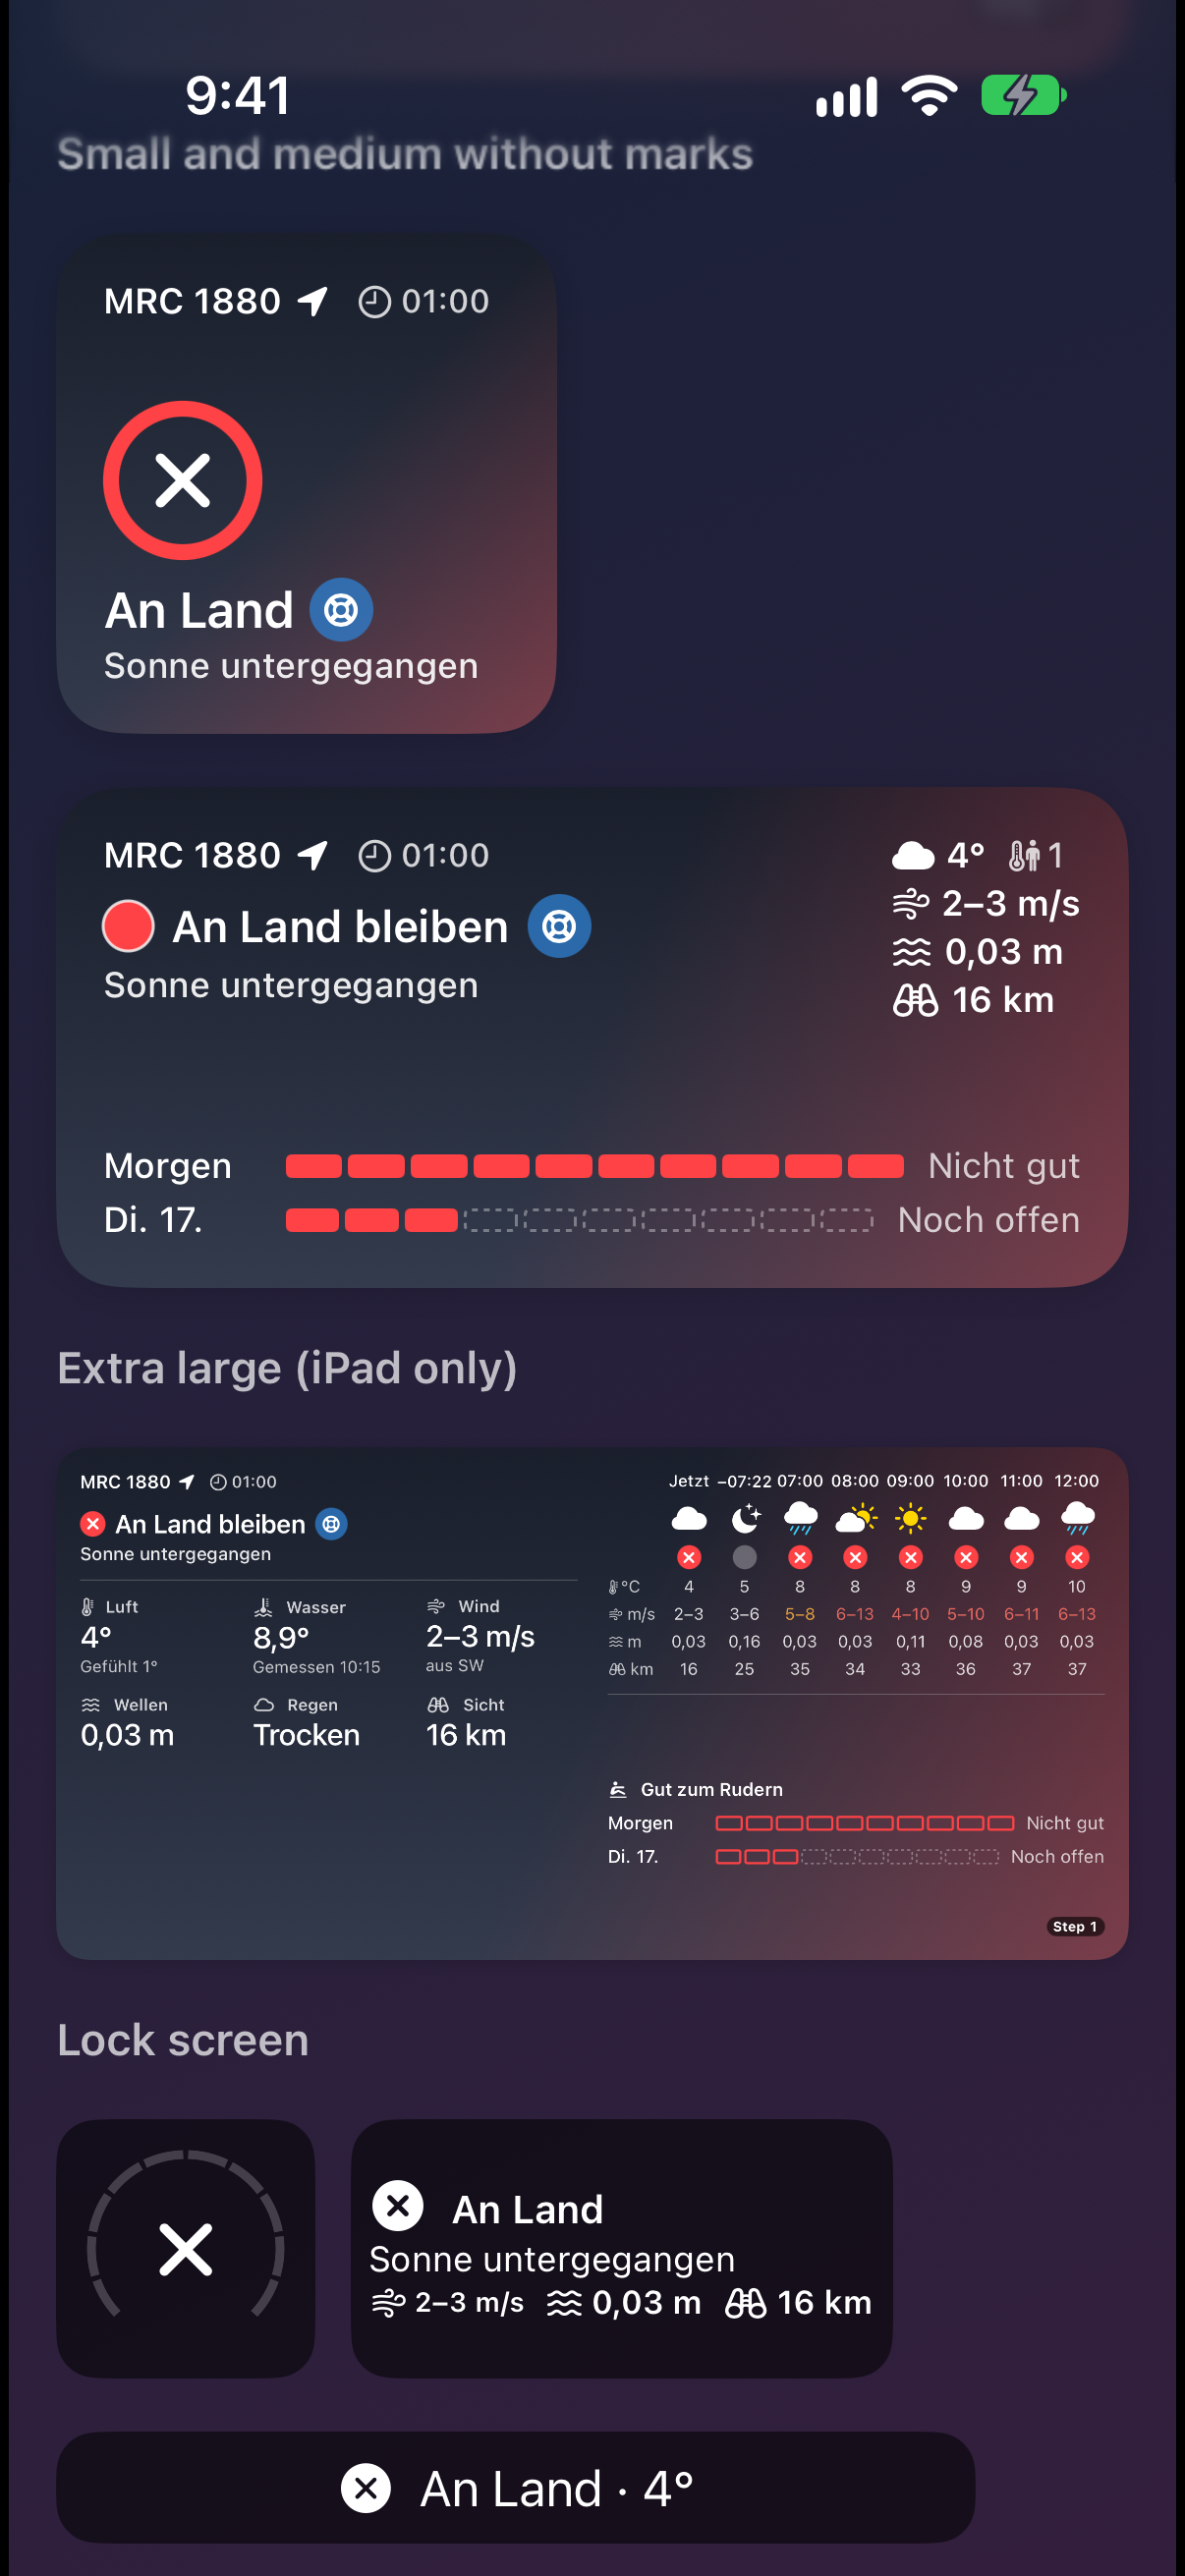 9:41
Small and medium without marks
MRC 1880 01:00
An Land
Sonne untergegangen
MRC 1880 01:00
An Land bleiben
Sonne untergegangen
4° 1
2–3 m/s
0,03 m
16 km
Morgen Nicht gut
Di. 17. Noch offen
Extra large (iPad only)
MRC 1880 01:00
An Land bleiben
Sonne untergegangen
Luft Wasser Wind
4° 8,9° 2–3 m/s
Gefühlt 1° Gemessen 10:15 aus SW
Wellen Regen Sicht
0,03 m Trocken 16 km
Jetzt –07:22 07:00 08:00 09:00 10:00 11:00 12:00
°C 4 5 8 8 8 9 9 10
m/s 2–3 3–6 5–8 6–13 4–10 5–10 6–11 6–13
m 0,03 0,16 0,03 0,03 0,11 0,08 0,03 0,03
km 16 25 35 34 33 36 37 37
Gut zum Rudern
Morgen Nicht gut
Di. 17. Noch offen
Step 1
Lock screen
An Land
Sonne untergegangen
2–3 m/s 0,03 m 16 km
An Land · 4°